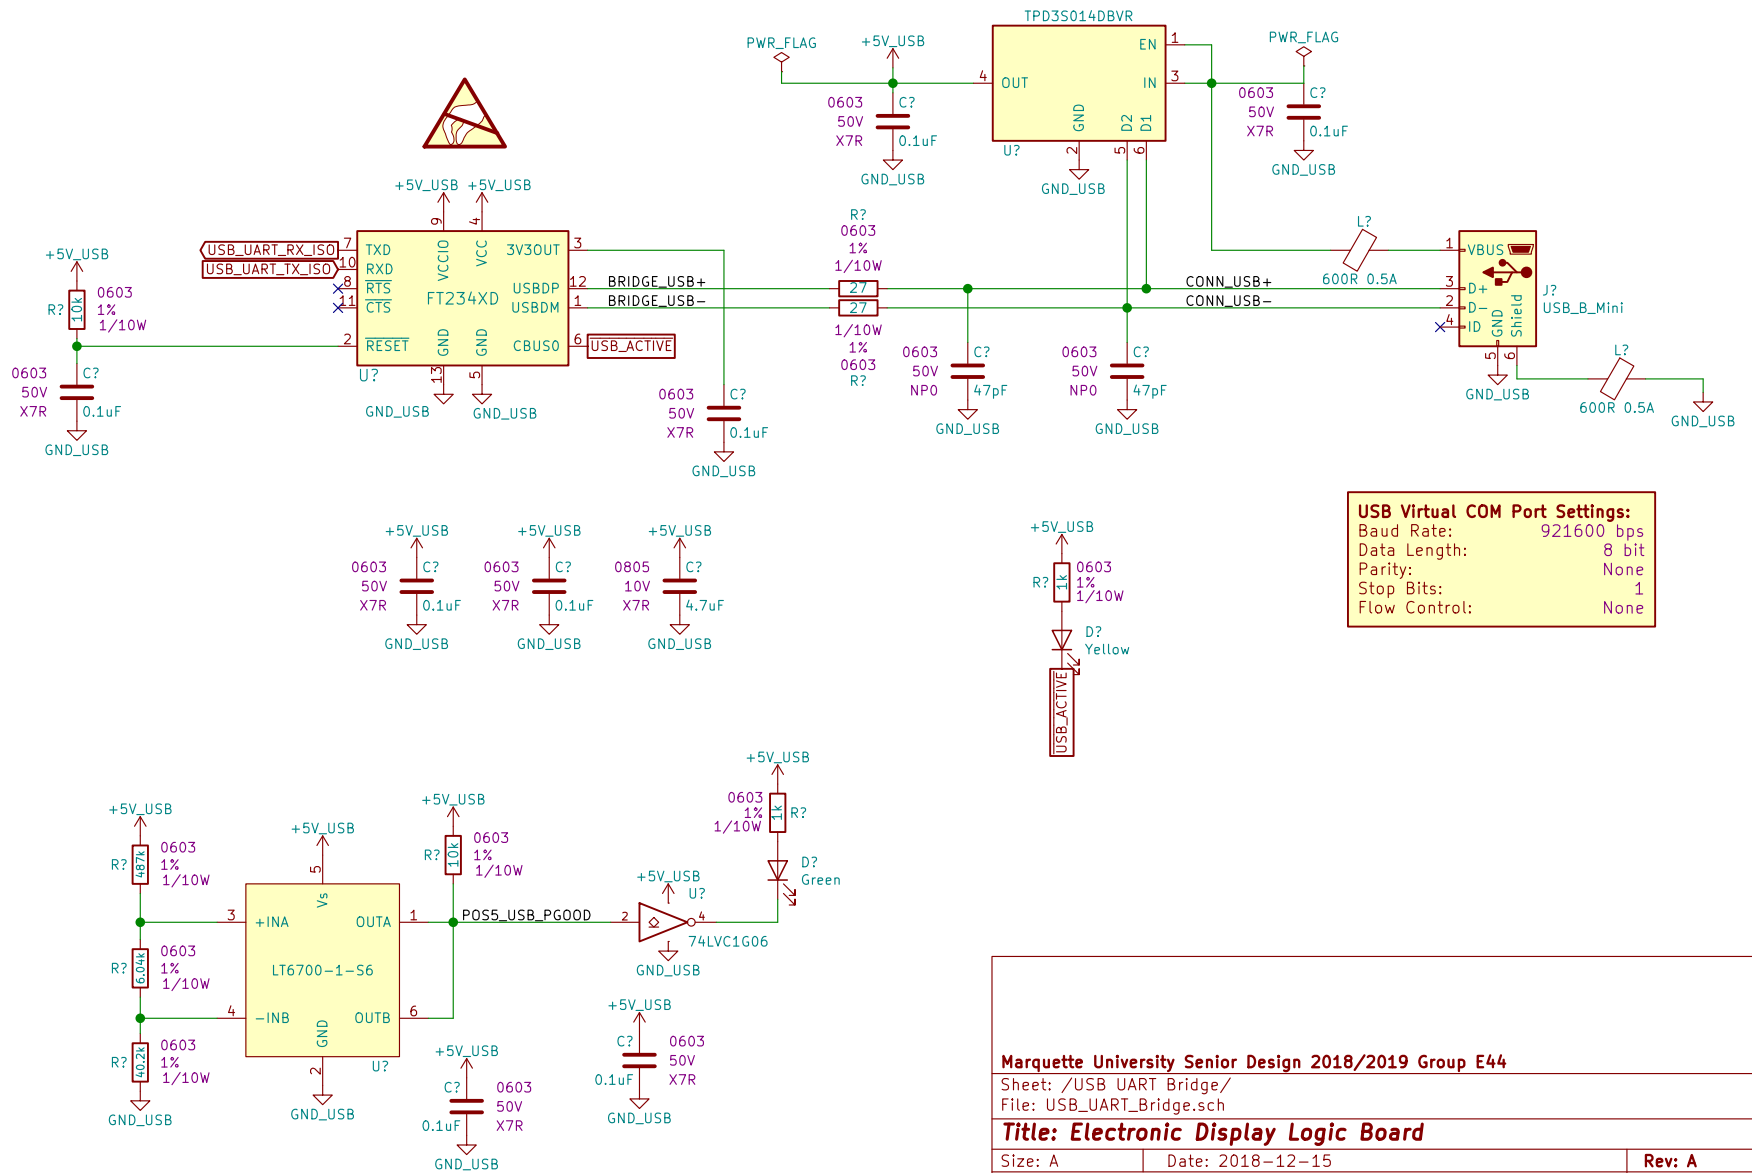 TPD3S014DBVR
PWR_FLAG
+5V_USB
EN 1
PWR_FLAG
4 OUT
IN 3
0603
50V
X7R
C?
0.1uF
GND
D2
D1
U?
2
5
6
0603
50V
X7R
C?
0.1uF
GND_USB
GND_USB
GND_USB
+5V_USB
+5V_USB
9
4
+5V_USB
USB_UART_RX_ISO
7 TXD
VCCIO
VCC
3V3OUT 3
USB_UART_TX_ISO
10 RXD
8 RTS
11 CTS
FT234XD
USBDP 12
BRIDGE_USB+
USBDM 1
BRIDGE_USB-
2 RESET
GND
GND
CBUS0 6
USB_ACTIVE
U?
13
5
GND_USB
GND_USB
R?
10k
0603
1%
1/10W
0603
50V
X7R
C?
0.1uF
GND_USB
R?
0603
1%
1/10W
27
27
1/10W
1%
0603
R?
0603
50V
X7R
C?
0.1uF
GND_USB
0603
50V
NP0
C?
47pF
GND_USB
0603
50V
NP0
C?
47pF
GND_USB
CONN_USB+
CONN_USB-
L?
600R 0.5A
1 VBUS
3 D+
2 D-
4 ID
GND
Shield
J?
USB_B_Mini
5
6
GND_USB
L?
600R 0.5A
GND_USB
+5V_USB
0603
50V
X7R
C?
0.1uF
GND_USB
+5V_USB
0603
50V
X7R
C?
0.1uF
GND_USB
+5V_USB
0805
10V
X7R
C?
4.7uF
GND_USB
+5V_USB
R?
1k
0603
1%
1/10W
D?
Yellow
USB_ACTIVE
USB Virtual COM Port Settings:
Baud Rate: 921600 bps
Data Length: 8 bit
Parity: None
Stop Bits: 1
Flow Control: None
+5V_USB
R?
487k
0603
1%
1/10W
R?
6.04k
0603
1%
1/10W
R?
40.2k
0603
1%
1/10W
GND_USB
+5V_USB
5
Vs
3 +INA
OUTA 1
LT6700-1-S6
4 -INB
OUTB 6
GND
2
U?
GND_USB
+5V_USB
R?
10k
0603
1%
1/10W
POS5_USB_PGOOD
+5V_USB
U?
2
4
74LVC1G06
GND_USB
+5V_USB
0603
1%
1/10W
1k
R?
D?
Green
+5V_USB
C?
0.1uF
0603
50V
X7R
GND_USB
+5V_USB
C?
0.1uF
0603
50V
X7R
GND_USB
Marquette University Senior Design 2018/2019 Group E44
Sheet: /USB UART Bridge/
File: USB_UART_Bridge.sch
Title: Electronic Display Logic Board
Size: A
Date: 2018-12-15
Rev: A